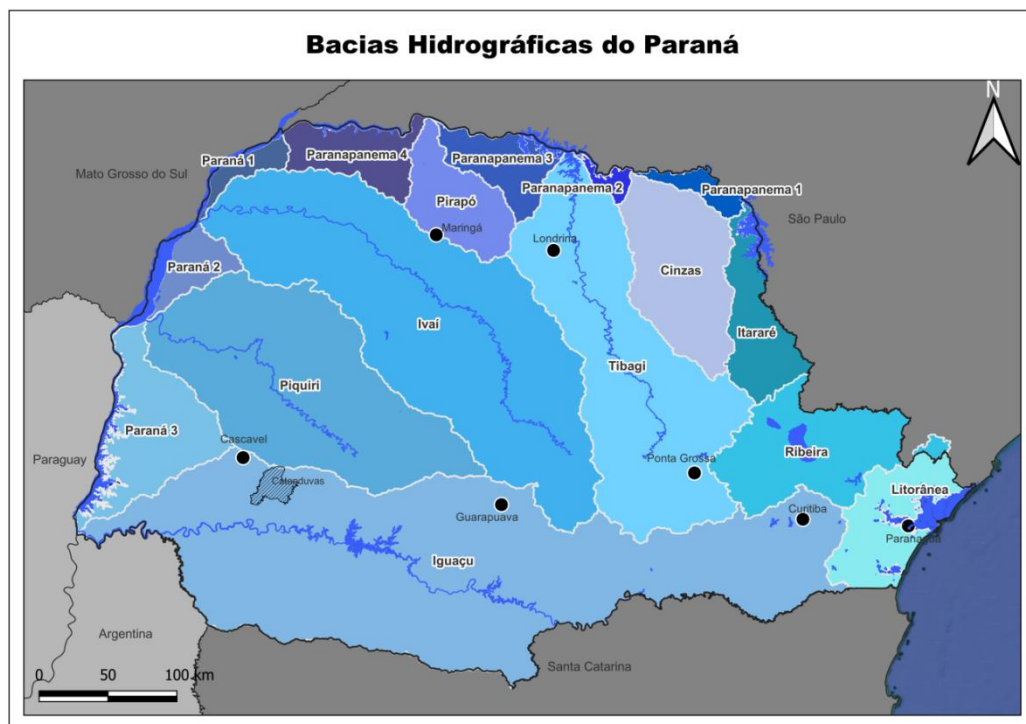 Bacias Hidrográficas do Paraná
N
Paraná 1
Paranapanema 4
Paranapanema 3
Mato Grosso do Sul
Paranapanema 2
Paranapanema 1
Pirapó
São Paulo
Maringá
Londrina
Paraná 2
Cinzas
Ivaí
Itararé
Tibagi
Piquiri
Paraná 3
Cascavel
Paraguay
Ribeira
Ponta Grossa
Catanduvas
Litorânea
Guarapuava
Curitiba
Paranaguá
Iguaçu
Argentina
Santa Catarina
0 50 100 km